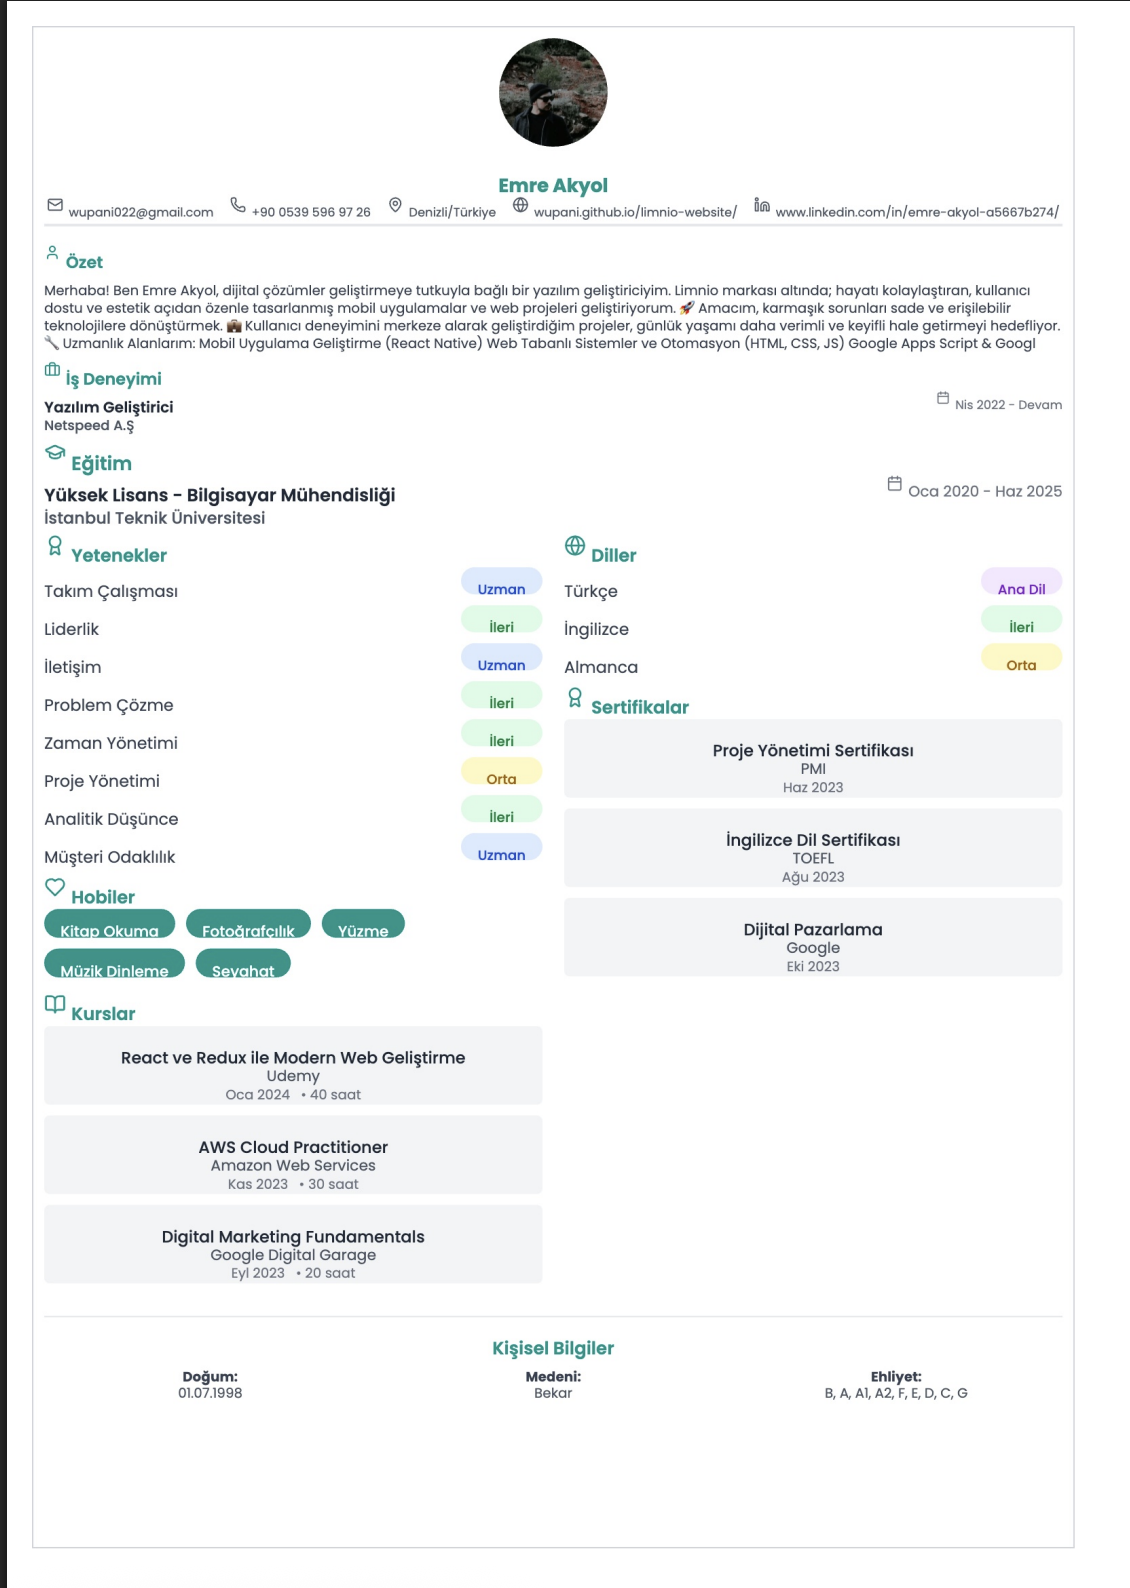 Emre Akyol
wupani022@gmail.com +90 0539 596 97 26 Denizli/Türkiye wupani.github.io/limnio-website/ www.linkedin.com/in/emre-akyol-a5667b274/
Özet
Merhaba! Ben Emre Akyol, dijital çözümler geliştirmeye tutkuyla bağlı bir yazılım geliştiriciyim. Limnio markası altında; hayatı kolaylaştıran, kullanıcı
dostu ve estetik açıdan özenle tasarlanmış mobil uygulamalar ve web projeleri geliştiriyorum. 🚀 Amacım, karmaşık sorunları sade ve erişilebilir
teknolojilere dönüştürmek. 💼 Kullanıcı deneyimini merkeze alarak geliştirdiğim projeler, günlük yaşamı daha verimli ve keyifli hale getirmeyi hedefliyor.
🔧 Uzmanlık Alanlarım: Mobil Uygulama Geliştirme (React Native) Web Tabanlı Sistemler ve Otomasyon (HTML, CSS, JS) Google Apps Script & Googl
İş Deneyimi
Yazılım Geliştirici
Nis 2022 - Devam
Netspeed A.Ş
Eğitim
Yüksek Lisans - Bilgisayar Mühendisliği
Oca 2020 - Haz 2025
İstanbul Teknik Üniversitesi
Yetenekler
Takım Çalışması Uzman
Liderlik İleri
İletişim Uzman
Problem Çözme İleri
Zaman Yönetimi İleri
Proje Yönetimi Orta
Analitik Düşünce İleri
Müşteri Odaklılık Uzman
Hobiler
Kitap Okuma Fotoğrafçılık Yüzme
Müzik Dinleme Seyahat
Kurslar
React ve Redux ile Modern Web Geliştirme
Udemy
Oca 2024 • 40 saat
AWS Cloud Practitioner
Amazon Web Services
Kas 2023 • 30 saat
Digital Marketing Fundamentals
Google Digital Garage
Eyl 2023 • 20 saat
Diller
Türkçe Ana Dil
İngilizce İleri
Almanca Orta
Sertifikalar
Proje Yönetimi Sertifikası
PMI
Haz 2023
İngilizce Dil Sertifikası
TOEFL
Ağu 2023
Dijital Pazarlama
Google
Eki 2023
Kişisel Bilgiler
Doğum: Medeni: Ehliyet:
01.07.1998 Bekar B, A, A1, A2, F, E, D, C, G